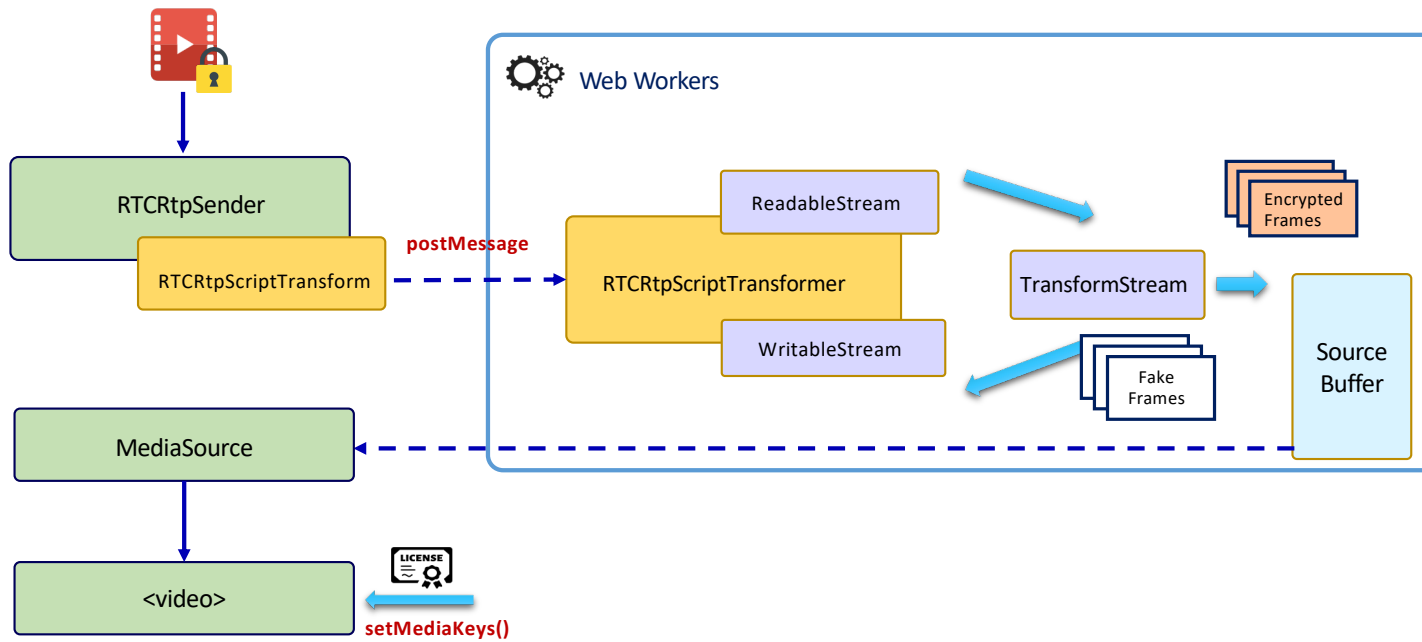 Web Workers
RTCRtpSender
ReadableStream
Encrypted
Frames
postMessage
RTCRtpScriptTransform
RTCRtpScriptTransformer
TransformStream
WritableStream
Source
Buffer
Fake
Frames
MediaSource
LICENSE
<video>
setMediaKeys()